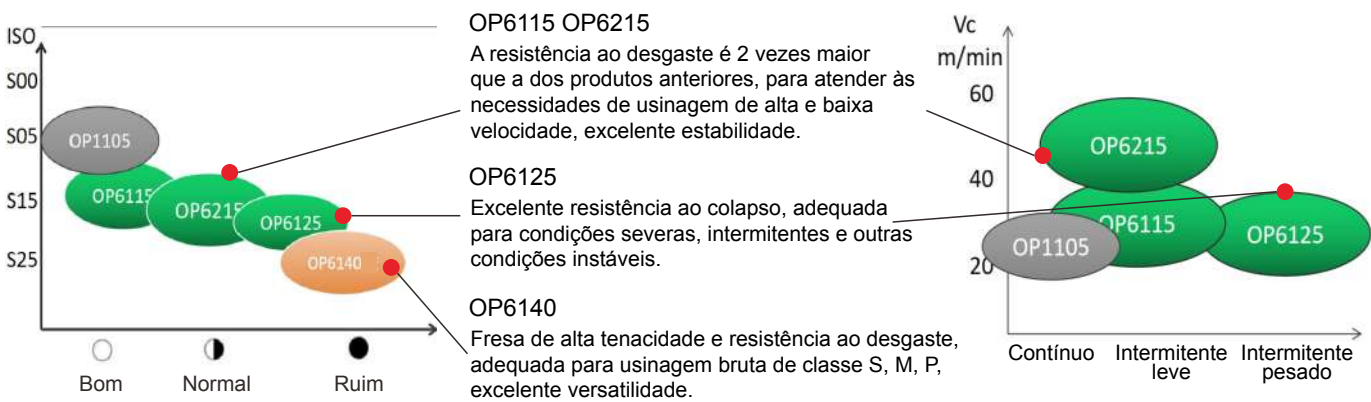 ISO
S00
S05
S15
S25
OP1105
OP6115
OP6215
OP6125
OP6140
Bom
Normal
Ruim
OP6115 OP6215
A resistência ao desgaste é 2 vezes maior
que a dos produtos anteriores, para atender às
necessidades de usinagem de alta e baixa
velocidade, excelente estabilidade.
OP6125
Excelente resistência ao colapso, adequada
para condições severas, intermitentes e outras
condições instáveis.
OP6140
Fresa de alta tenacidade e resistência ao desgaste,
adequada para usinagem bruta de classe S, M, P,
excelente versatilidade.
Vc
m/min
60
40
20
OP6215
OP6115
OP1105
OP6125
Contínuo
Intermitente
leve
Intermitente
pesado